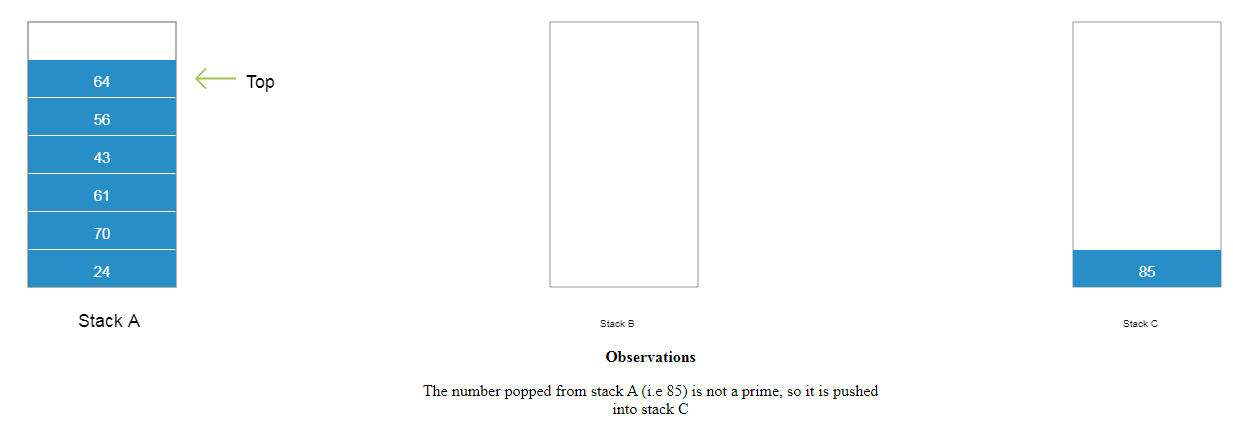 64
Top
56
43
61
70
24
85
Stack A
Stack B
Stack C
Observations
The number popped from stack A (i.e 85) is not a prime, so it is pushed
into stack C